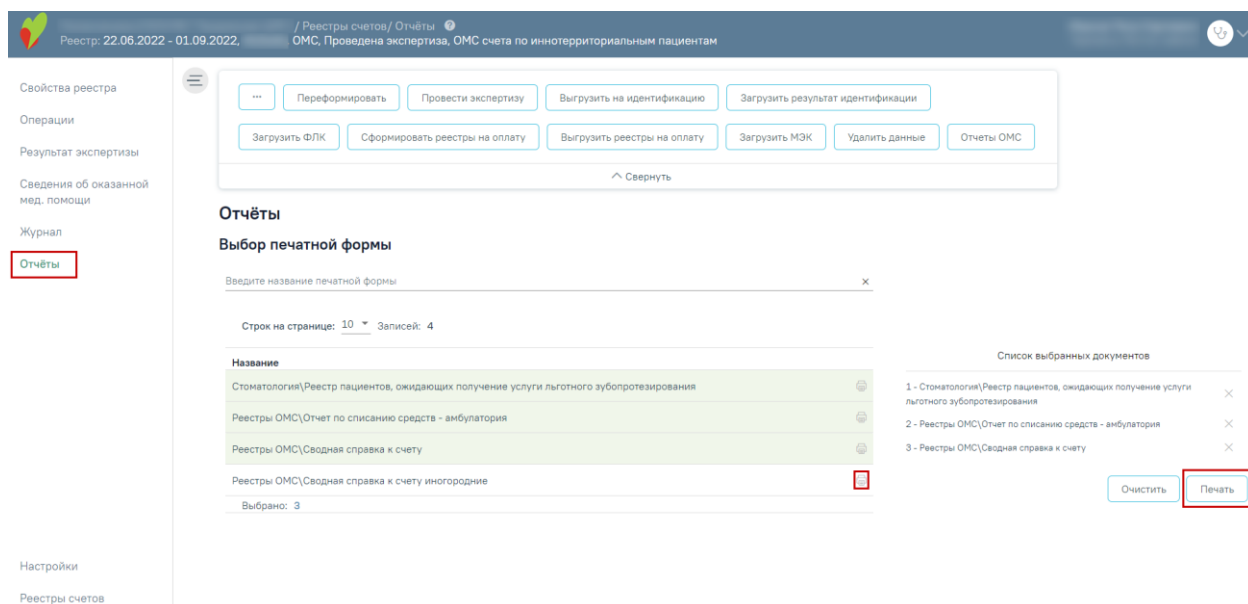 / Реестры счетов/ Отчёты ?
Реестр: 22.06.2022 - 01.09.2022, ОМС, Проведена экспертиза, ОМС счета по иннотерриториальным пациентам
Свойства реестра
Операции
Результат экспертизы
Сведения об оказанной
мед. помощи
Журнал
Отчёты
... Переформировать Провести экспертизу Выгрузить на идентификацию Загрузить результат идентификации
Загрузить ФЛК Сформировать реестры на оплату Выгрузить реестры на оплату Загрузить МЭК Удалить данные Отчеты ОМС
Свернуть
Отчёты
Выбор печатной формы
Введите название печатной формы ×
Строк на странице: 10 Записей: 4
Название
Стоматология\Реестр пациентов, ожидающих получение услуги льготного зубопротезирования
Реестры ОМС\Отчет по списанию средств - амбулатория
Реестры ОМС\Сводная справка к счету
Реестры ОМС\Сводная справка к счету иногородние
Выбрано: 3
Список выбранных документов
1 - Стоматология\Реестр пациентов, ожидающих получение услуги
льготного зубопротезирования
2 - Реестры ОМС\Отчет по списанию средств - амбулатория
3 - Реестры ОМС\Сводная справка к счету
Очистить Печать
Настройки
Реестры счетов